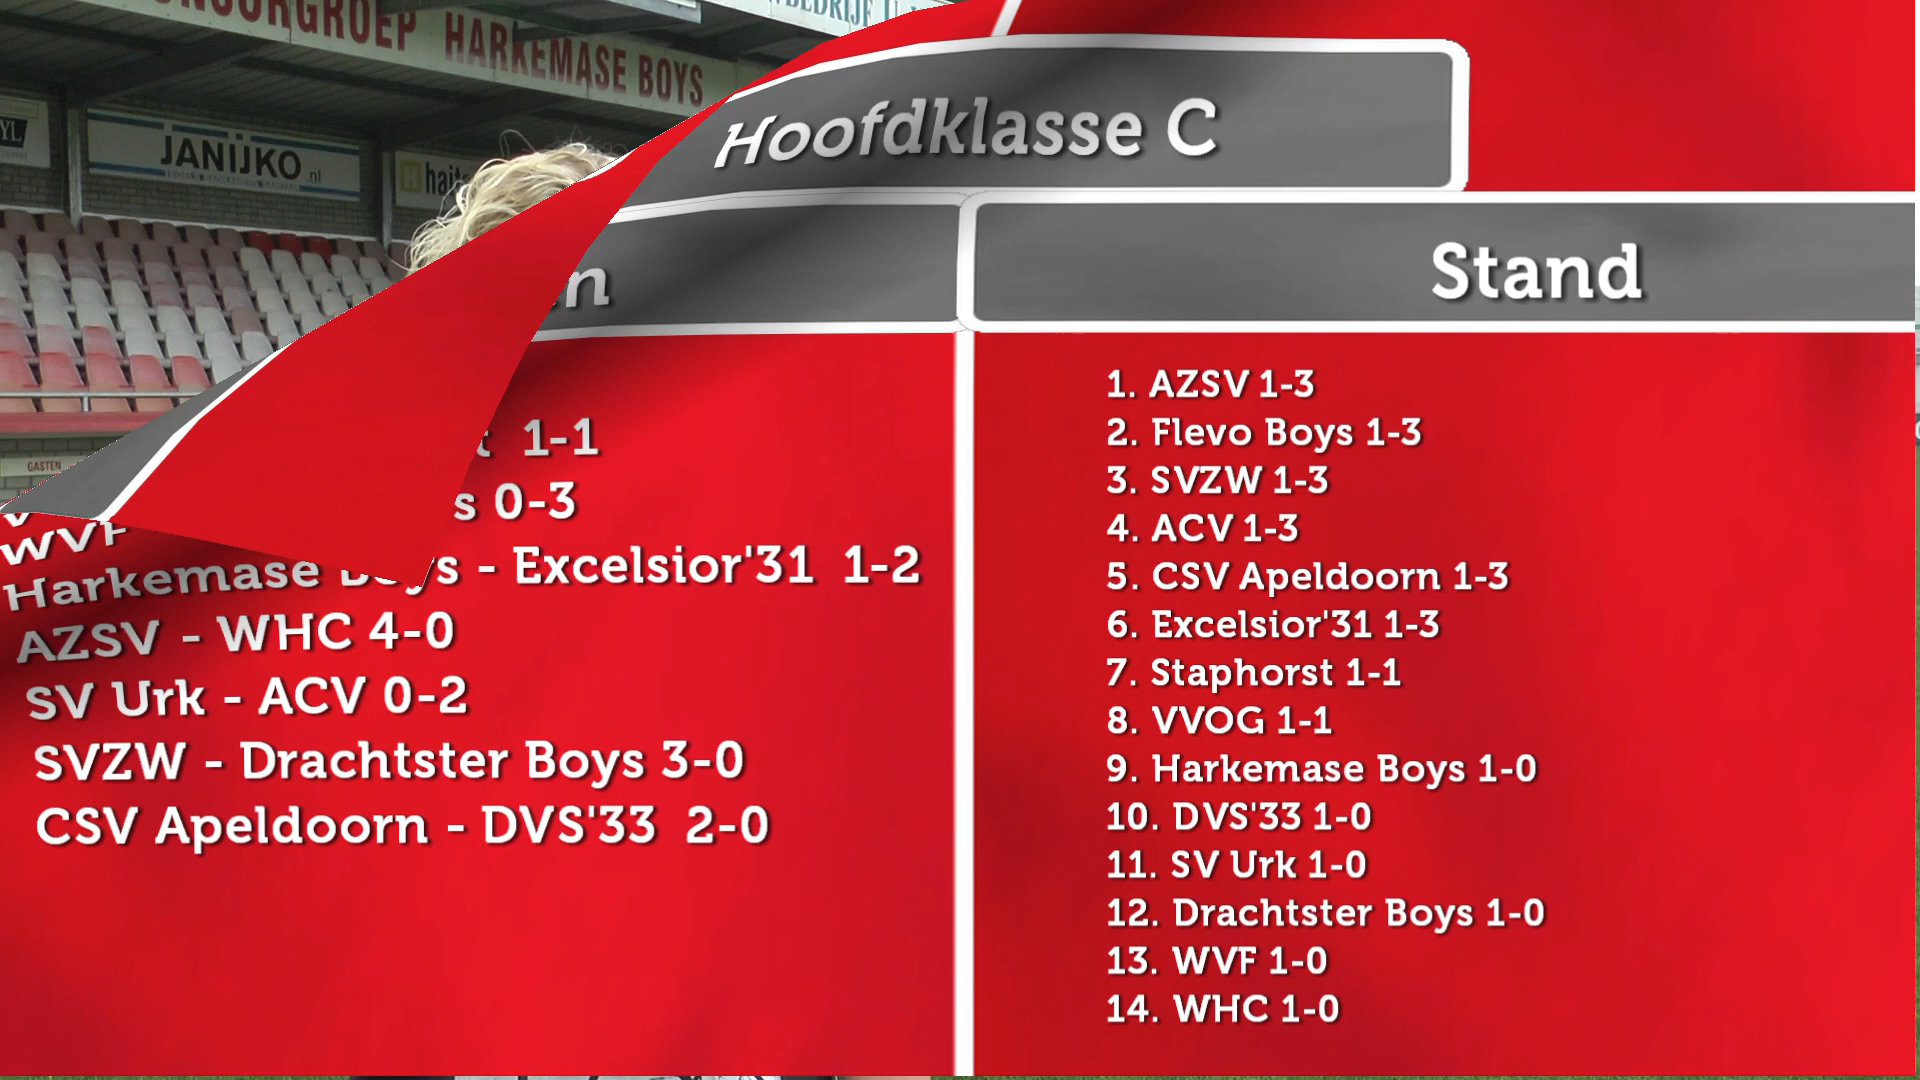 HARKEMASE BOYS
JANIJKO.nl
GASTEN
Hoofdklasse C
Stand
1-1
0-3
WVF
Harkemase Boys - Excelsior'31 1-2
AZSV - WHC 4-0
SV Urk - ACV 0-2
SVZW - Drachtster Boys 3-0
CSV Apeldoorn - DVS'33 2-0
1. AZSV 1-3
2. Flevo Boys 1-3
3. SVZW 1-3
4. ACV 1-3
5. CSV Apeldoorn 1-3
6. Excelsior'31 1-3
7. Staphorst 1-1
8. VVOG 1-1
9. Harkemase Boys 1-0
10. DVS'33 1-0
11. SV Urk 1-0
12. Drachtster Boys 1-0
13. WVF 1-0
14. WHC 1-0